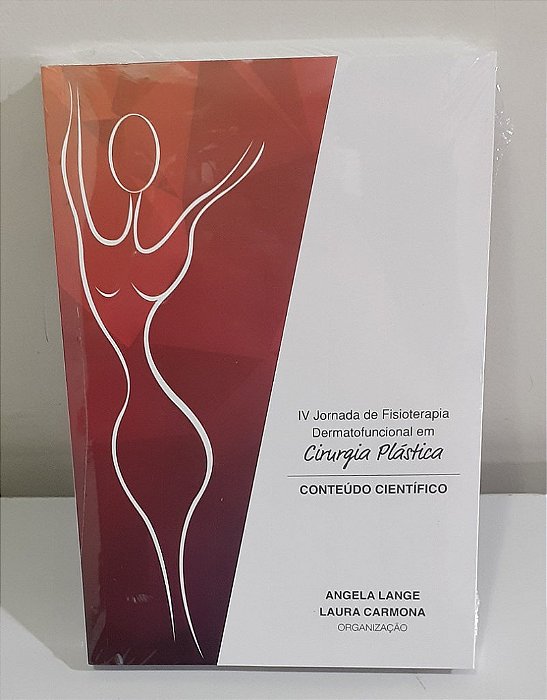 IV Jornada de Fisioterapia
Dermatofuncional em
Cirurgia Plástica
CONTEÚDO CIENTÍFICO
ANGELA LANGE
LAURA CARMONA
ORGANIZAÇÃO